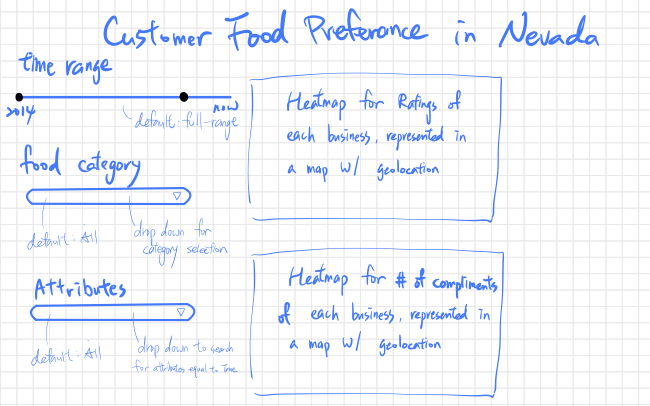 Customer Food Preferance in Nevada
time range
2014
now
default: full-range
food category
default: All
drop down for
category selection
Attributes
default: All
drop down to search
for attributes equal to True
Heatmap for Ratings of
each business, represented in
a map w/ geolocation
Heatmap for # of compliments
of each business, represented in
a map w/ geolocation